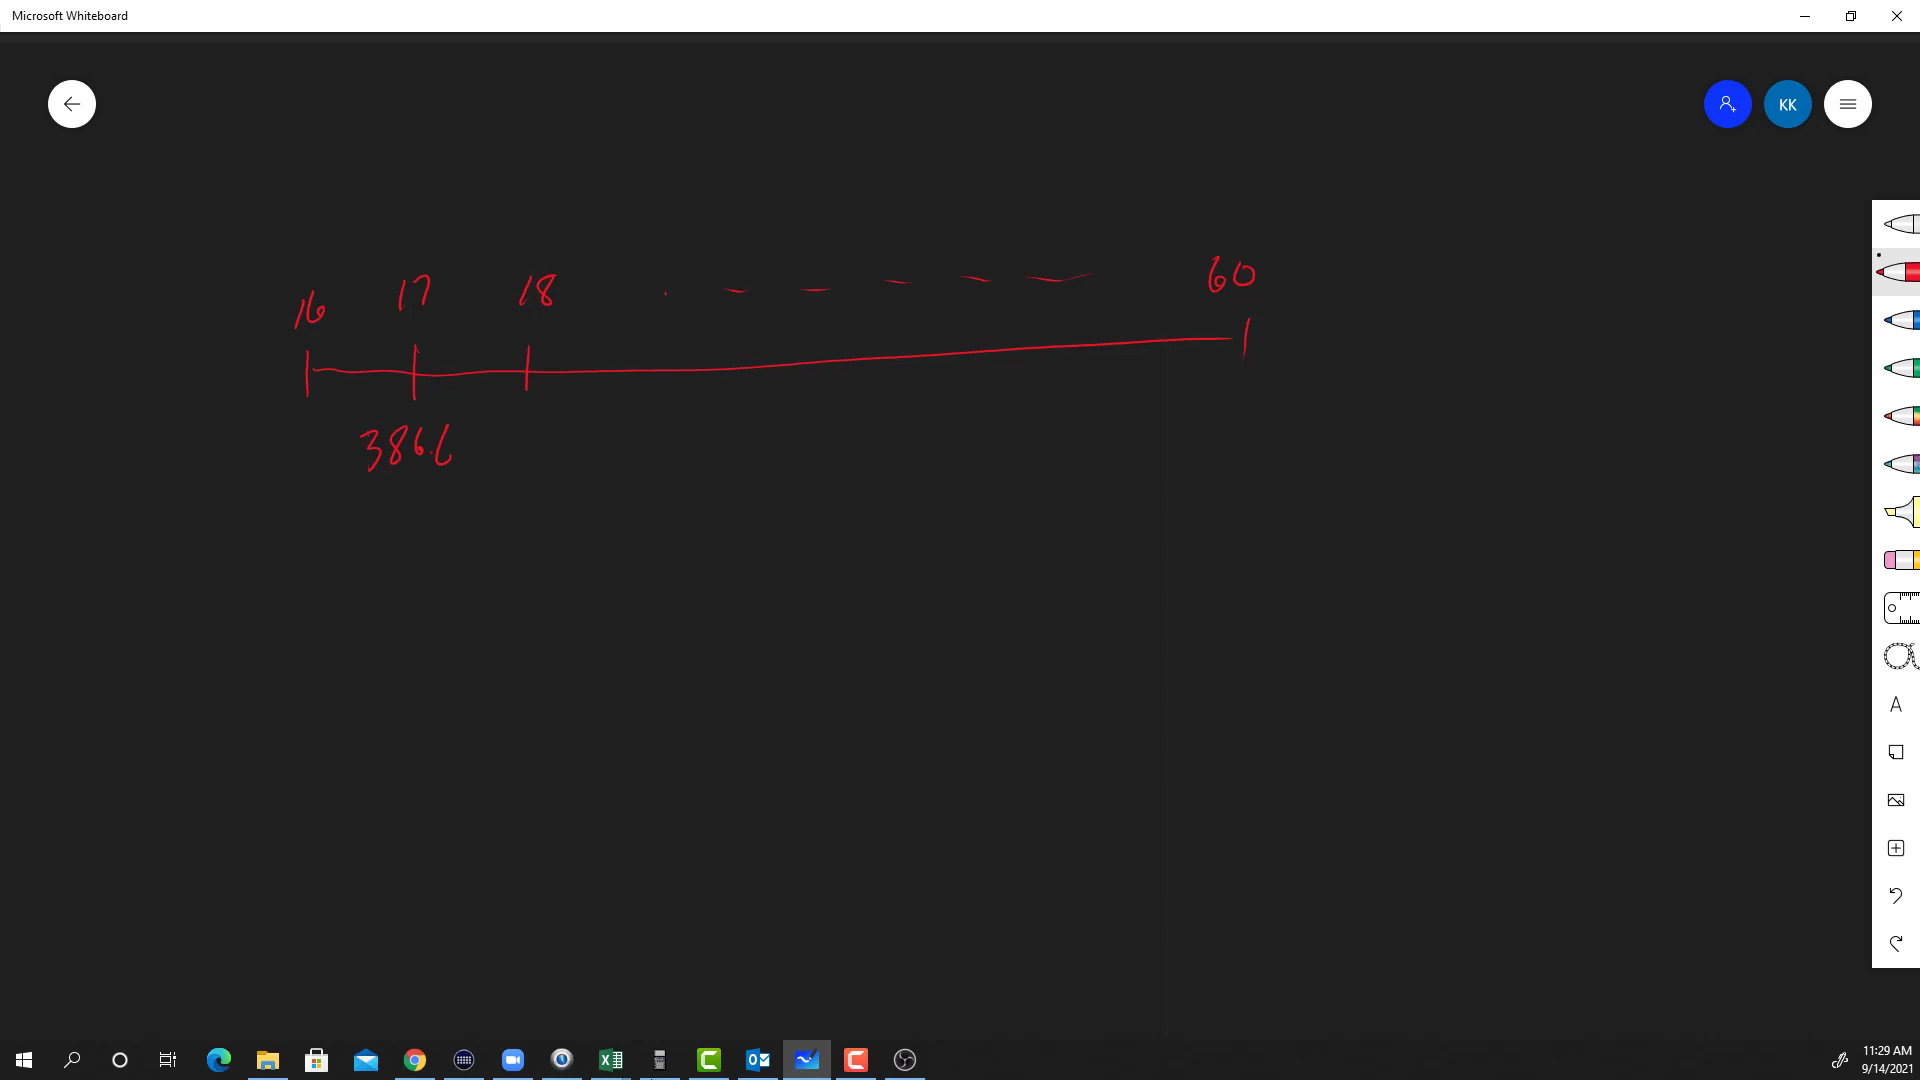 Microsoft Whiteboard
KK
16 17 18 . - - - - - 60
386.6
A
11:29 AM
9/14/2021